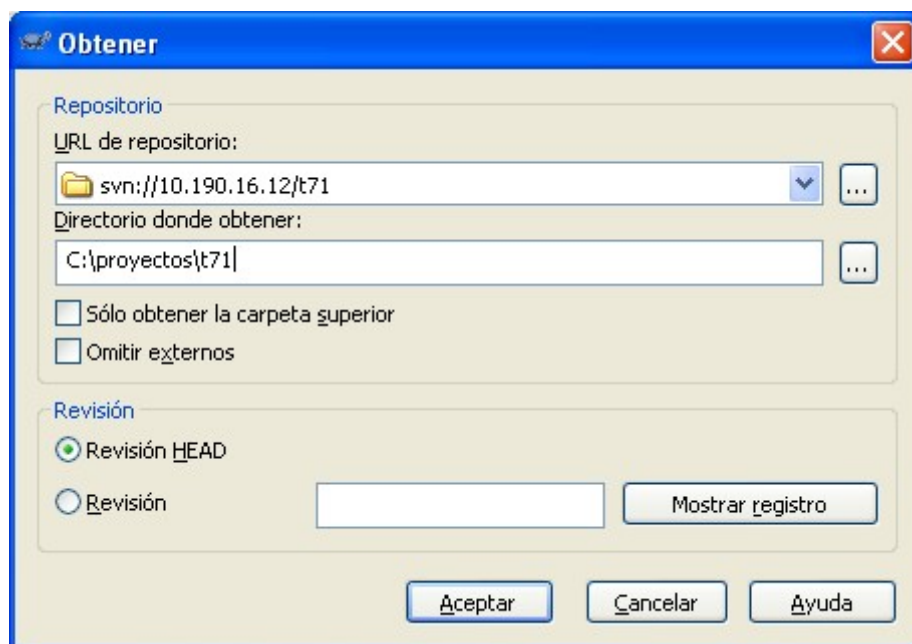 Obtener
Repositorio
URL de repositorio:
svn://10.190.16.12/t71
...
Directorio donde obtener:
C:\proyectos\t71
...
Sólo obtener la carpeta superior
Omitir externos
Revisión
Revisión HEAD
Revisión
Mostrar registro
Aceptar Cancelar Ayuda